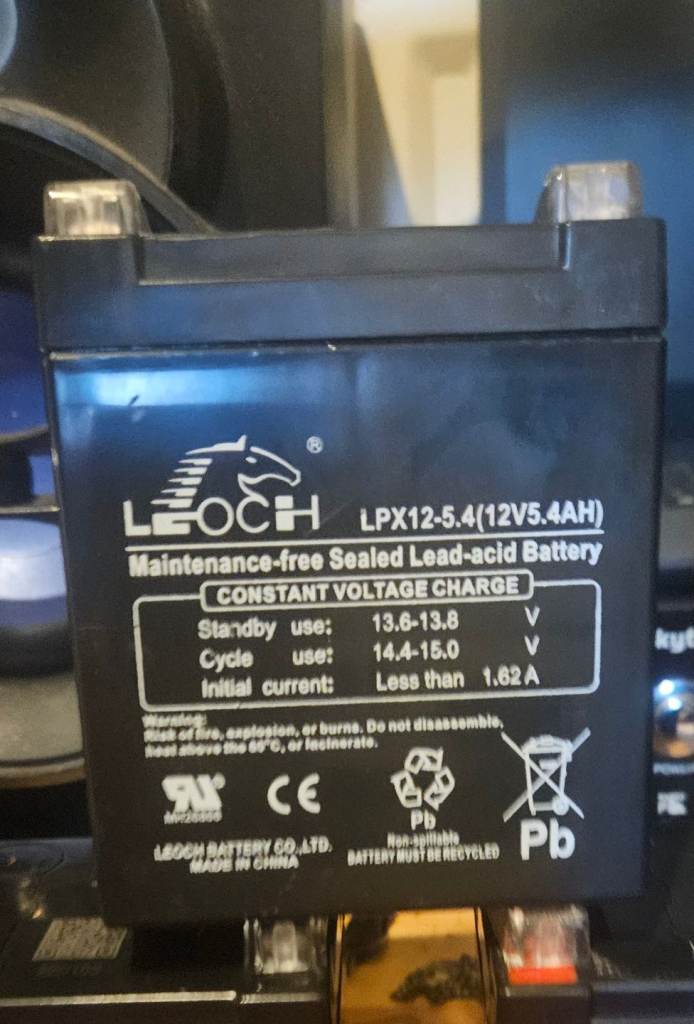 ®
LEOCH
LPX12-5.4(12V5.4AH)
Maintenance-free Sealed Lead-acid Battery
CONSTANT VOLTAGE CHARGE
Standby use: 13.6-13.8 V
Cycle use: 14.4-15.0 V
Initial current: Less than 1.62A
Warning:
Risk of fire, explosion, or burns. Do not disassemble,
heat above the 60°C, or incinerate.
CE
Pb
Non-spillable
BATTERY MUST BE RECYCLED
Pb
LEOCH BATTERY CO.,LTD.
MADE IN CHINA